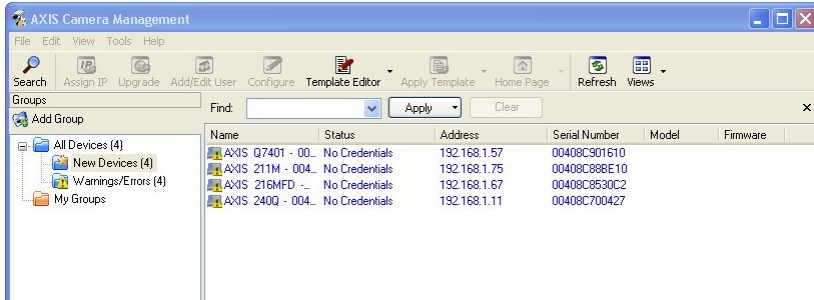 AXIS Camera Management
File Edit View Tools Help
Search Assign IP Upgrade Add/Edit User Configure Template Editor Apply Template Home Page Refresh Views
Groups
Add Group
All Devices (4)
New Devices (4)
Warnings/Errors (4)
My Groups
Find: Apply Clear
Name Status Address Serial Number Model Firmware
AXIS Q7401 - 00... No Credentials 192.168.1.57 00408C901610
AXIS 211M - 004... No Credentials 192.168.1.75 00408C88BE10
AXIS 216MFD -... No Credentials 192.168.1.67 00408C8530C2
AXIS 240Q - 004... No Credentials 192.168.1.11 00408C700427